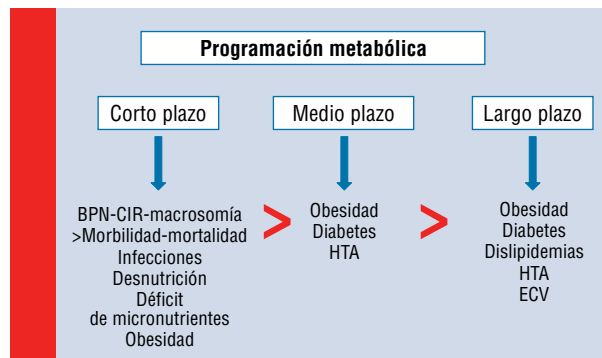 Programación metabólica
Corto plazo
Medio plazo
Largo plazo
BPN-CIR-macrosomía
>Morbilidad-mortalidad
Infecciones
Desnutrición
Déficit
de micronutrientes
Obesidad
>
Obesidad
Diabetes
HTA
>
Obesidad
Diabetes
Dislipidemias
HTA
ECV